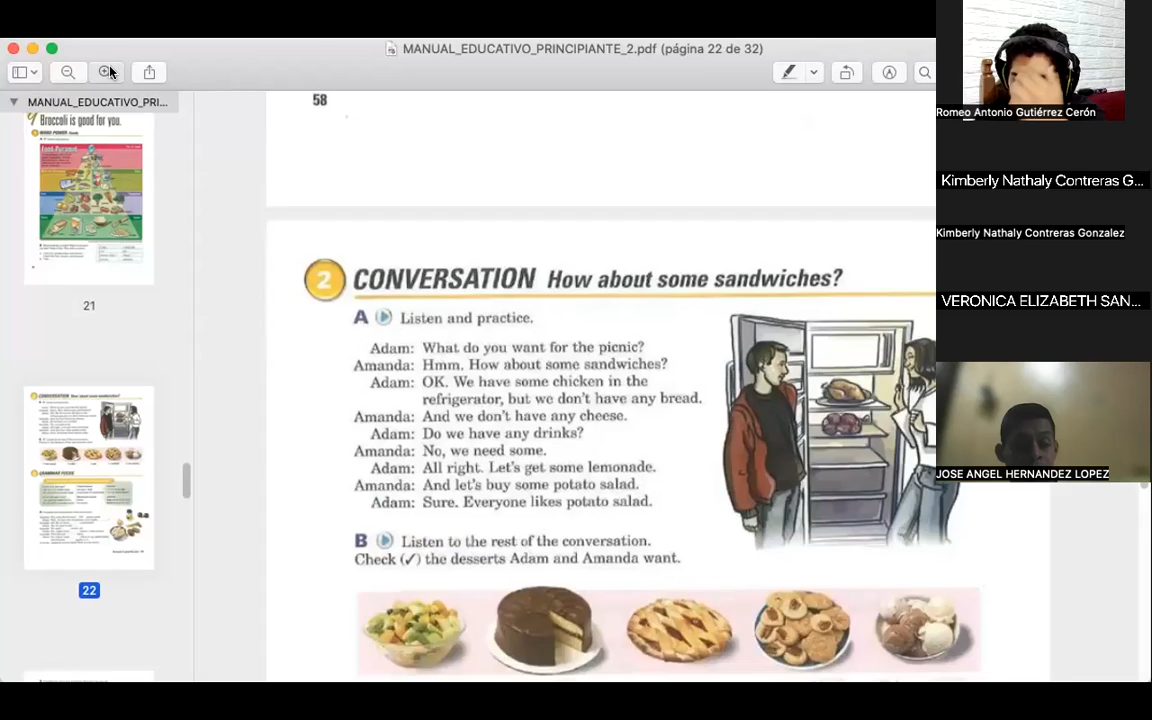 MANUAL_EDUCATIVO_PRINCIPIANTE_2.pdf (página 22 de 32)
MANUAL_EDUCATIVO_PRI...
Broccoli is good for you.
21
22
58
2 CONVERSATION How about some sandwiches?
A Listen and practice.
Adam: What do you want for the picnic?
Amanda: Hmm. How about some sandwiches?
Adam: OK. We have some chicken in the
refrigerator, but we don't have any bread.
Amanda: And we don't have any cheese.
Adam: Do we have any drinks?
Amanda: No, we need some.
Adam: All right. Let's get some lemonade.
Amanda: And let's buy some potato salad.
Adam: Sure. Everyone likes potato salad.
B Listen to the rest of the conversation.
Check (✓) the desserts Adam and Amanda want.
Romeo Antonio Gutiérrez Cerón
Kimberly Nathaly Contreras G...
Kimberly Nathaly Contreras Gonzalez
VERONICA ELIZABETH SAN...
JOSE ANGEL HERNANDEZ LOPEZ